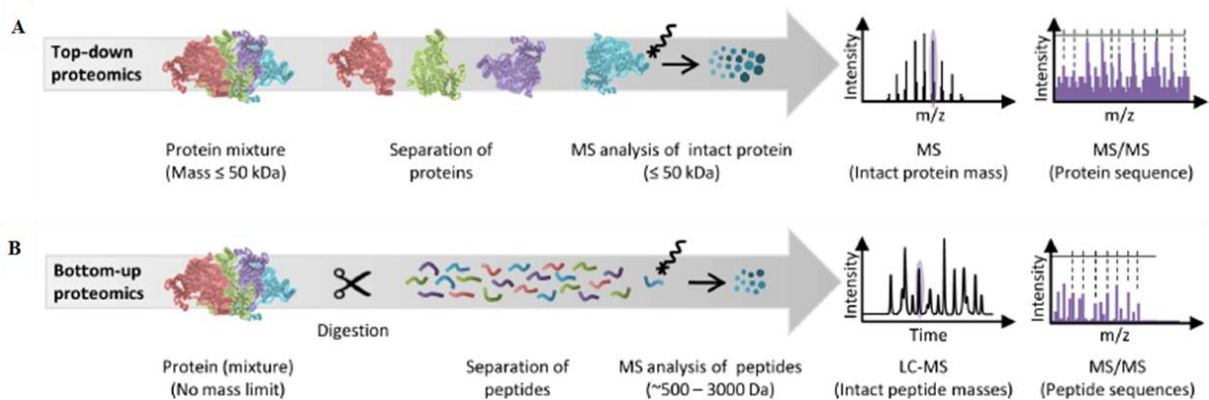 A
Top-down
proteomics
Protein mixture
(Mass ≤ 50 kDa)
Separation of
proteins
MS analysis of intact protein
(≤ 50 kDa)
Intensity
m/z
MS
(Intact protein mass)
Intensity
m/z
MS/MS
(Protein sequence)
B
Bottom-up
proteomics
Protein (mixture)
(No mass limit)
Digestion
Separation of
peptides
MS analysis of peptides
(~500 – 3000 Da)
Intensity
Time
LC-MS
(Intact peptide masses)
Intensity
m/z
MS/MS
(Peptide sequences)